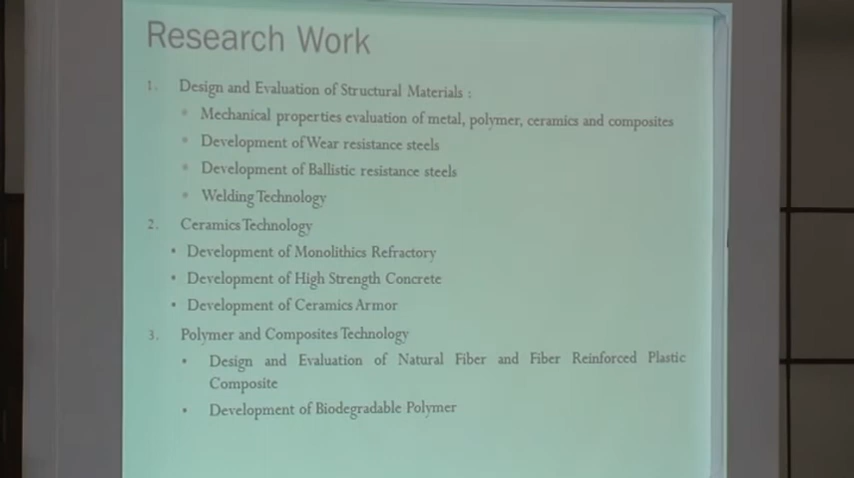 Research Work
1. Design and Evaluation of Structural Materials :
• Mechanical properties evaluation of metal, polymer, ceramics and composites
• Development of Wear resistance steels
• Development of Ballistic resistance steels
• Welding Technology
2. Ceramics Technology
• Development of Monolithics Refractory
• Development of High Strength Concrete
• Development of Ceramics Armor
3. Polymer and Composites Technology
• Design and Evaluation of Natural Fiber and Fiber Reinforced Plastic
Composite
• Development of Biodegradable Polymer